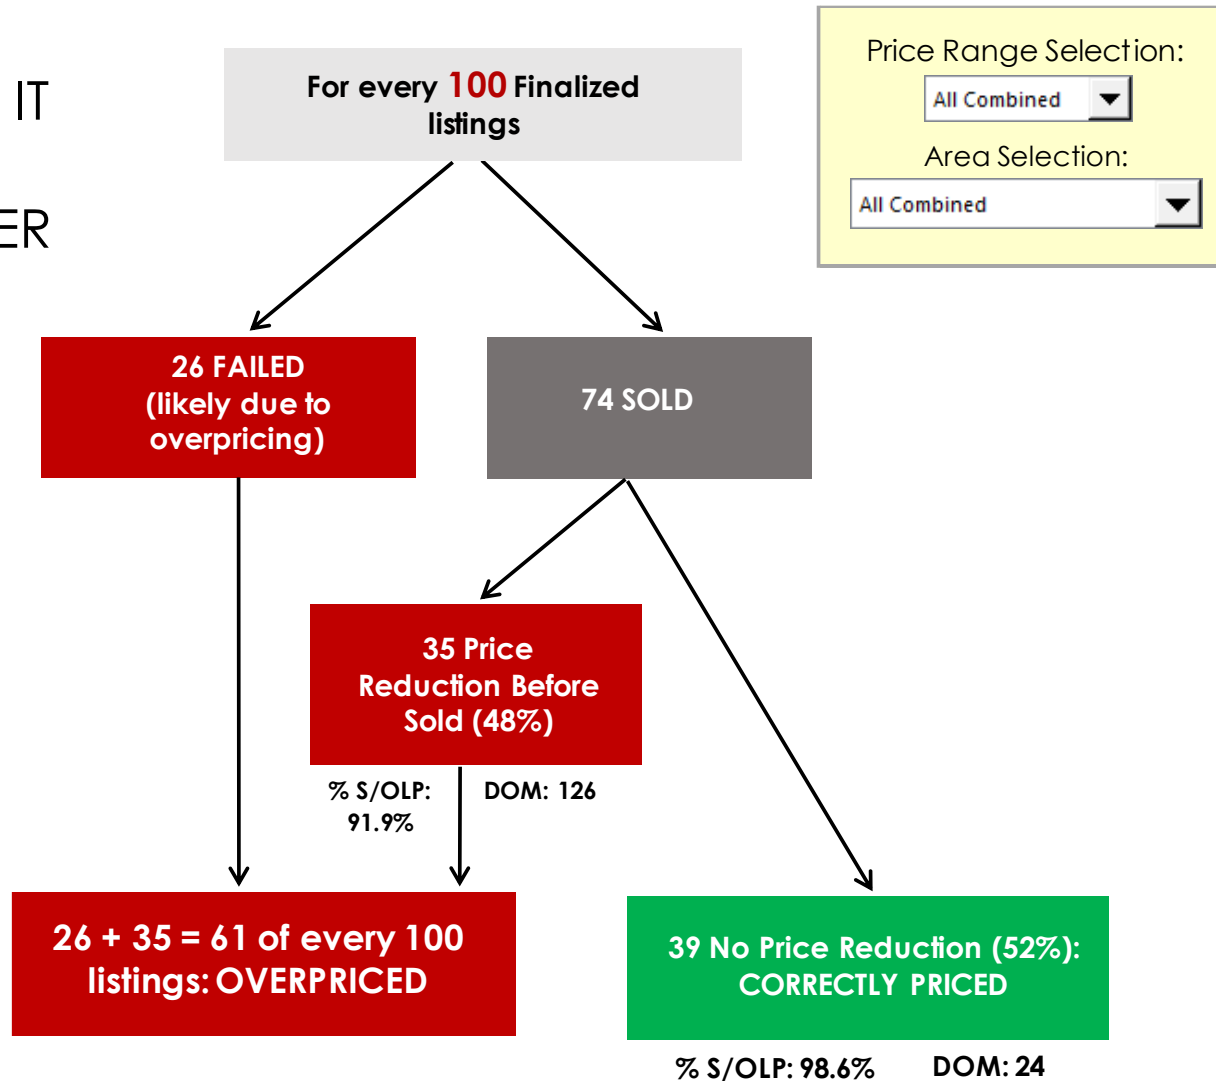 IT
ER
For every 100 Finalized
listings
Price Range Selection:
All Combined
Area Selection:
All Combined
26 FAILED
(likely due to
overpricing)
74 SOLD
35 Price
Reduction Before
Sold (48%)
% S/OLP:
91.9%
DOM: 126
26 + 35 = 61 of every 100
listings: OVERPRICED
39 No Price Reduction (52%):
CORRECTLY PRICED
% S/OLP: 98.6%
DOM: 24